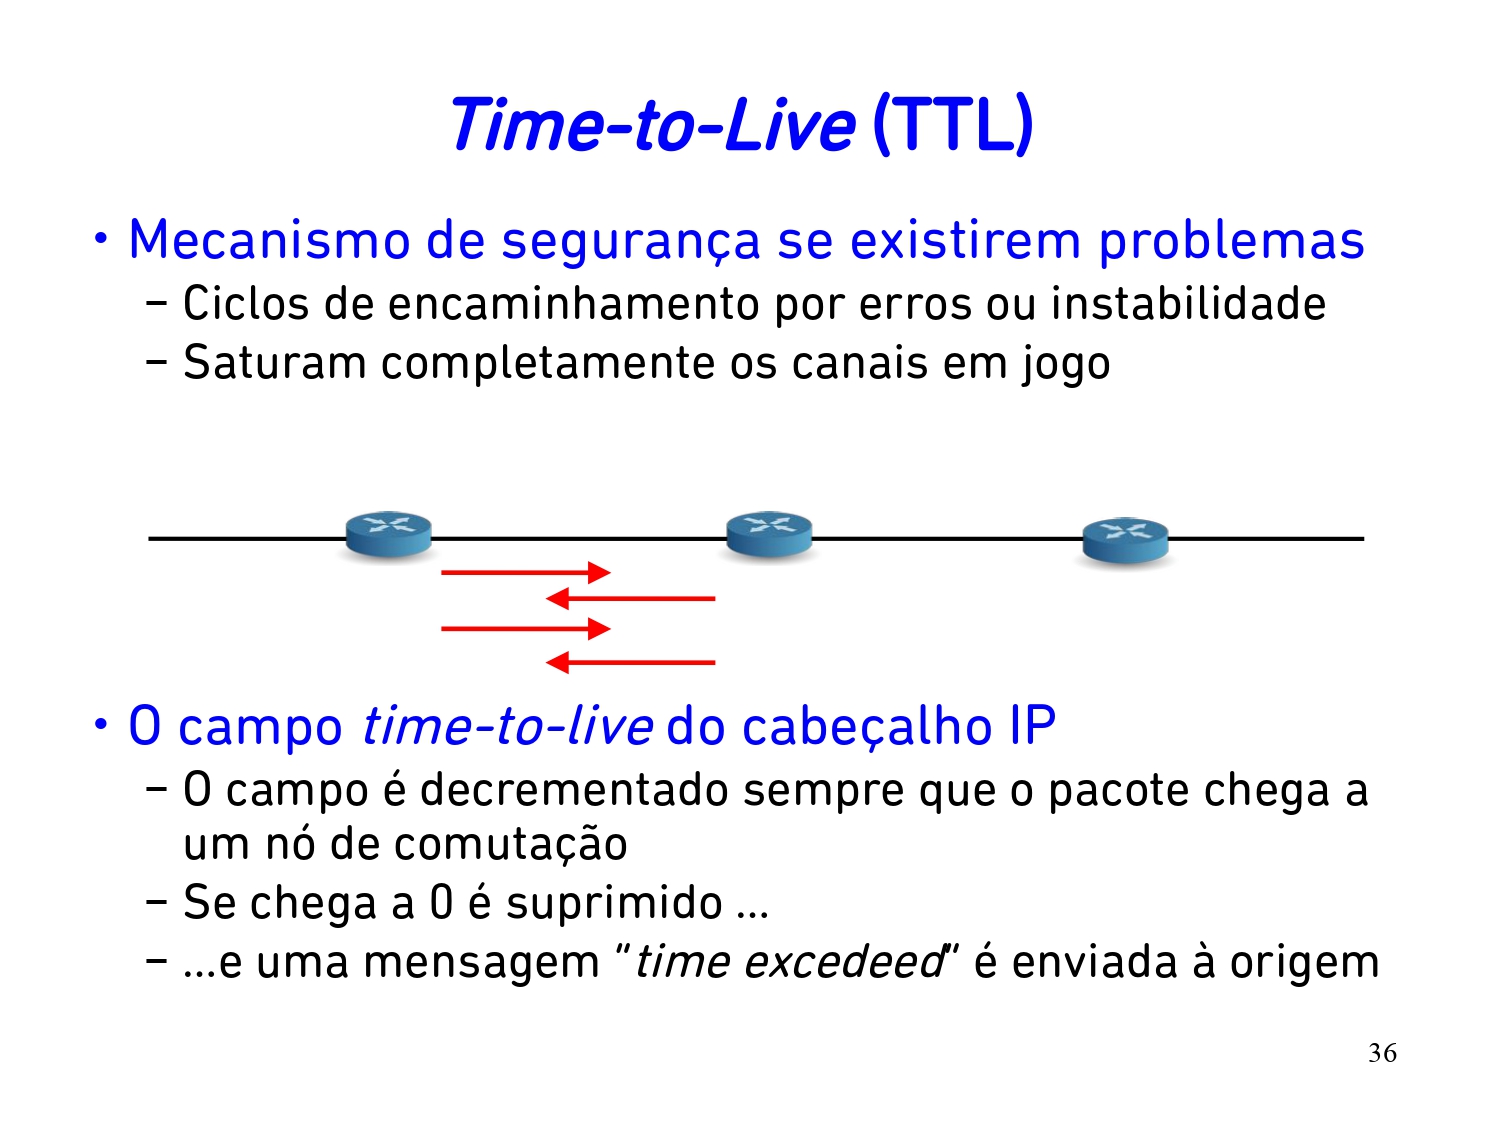 Time-to-Live (TTL)
• Mecanismo de segurança se existirem problemas
– Ciclos de encaminhamento por erros ou instabilidade
– Saturam completamente os canais em jogo
• O campo time-to-live do cabeçalho IP
– O campo é decrementado sempre que o pacote chega a
um nó de comutação
– Se chega a 0 é suprimido ...
– ...e uma mensagem "time excedeed" é enviada à origem
36